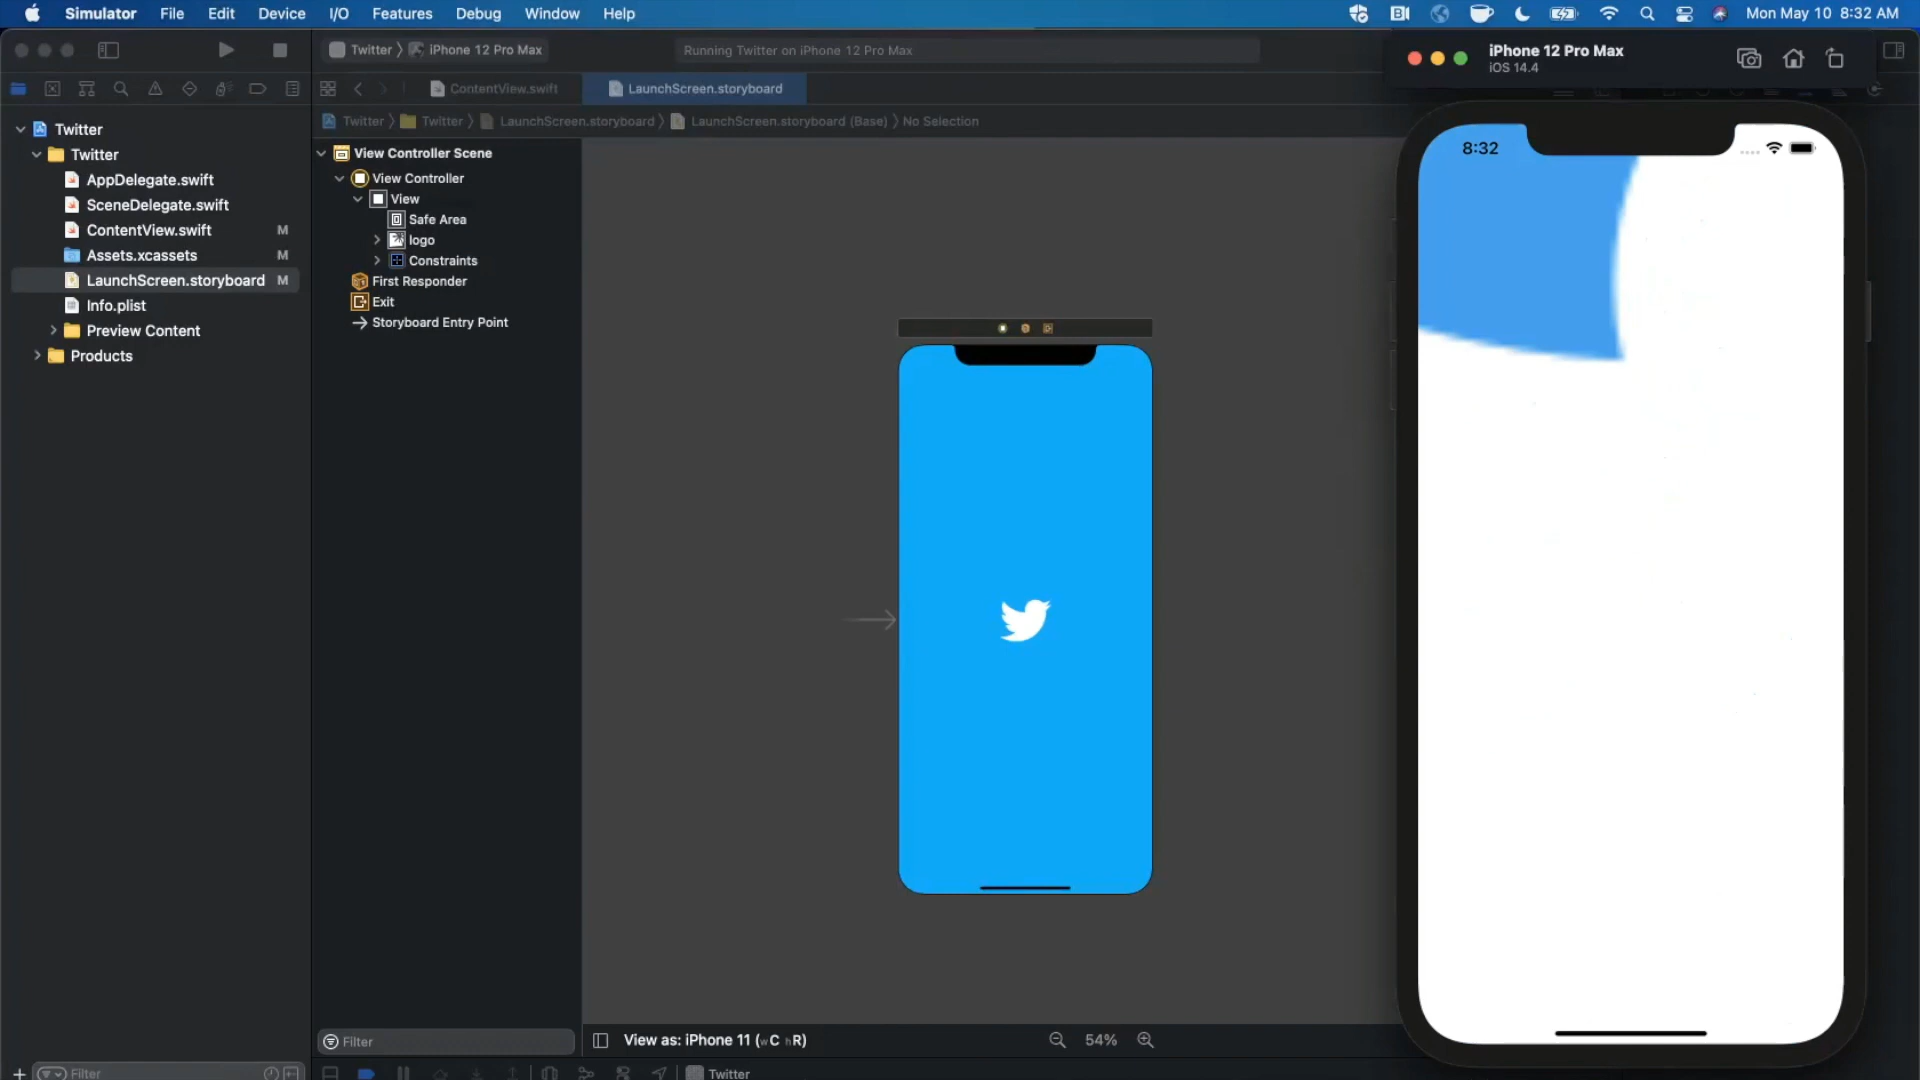 Simulator File Edit Device I/O Features Debug Window Help Mon May 10 8:32 AM
Twitter iPhone 12 Pro Max
Running Twitter on iPhone 12 Pro Max
iPhone 12 Pro Max
iOS 14.4
ContentView.swift
LaunchScreen.storyboard
Twitter Twitter LaunchScreen.storyboard LaunchScreen.storyboard (Base) No Selection
Twitter
Twitter
AppDelegate.swift
SceneDelegate.swift
ContentView.swift M
Assets.xcassets M
LaunchScreen.storyboard M
Info.plist
Preview Content
Products
View Controller Scene
View Controller
View
Safe Area
logo
Constraints
First Responder
Exit
Storyboard Entry Point
8:32
Filter
View as: iPhone 11 (wC hR)
54%
Filter
Twitter